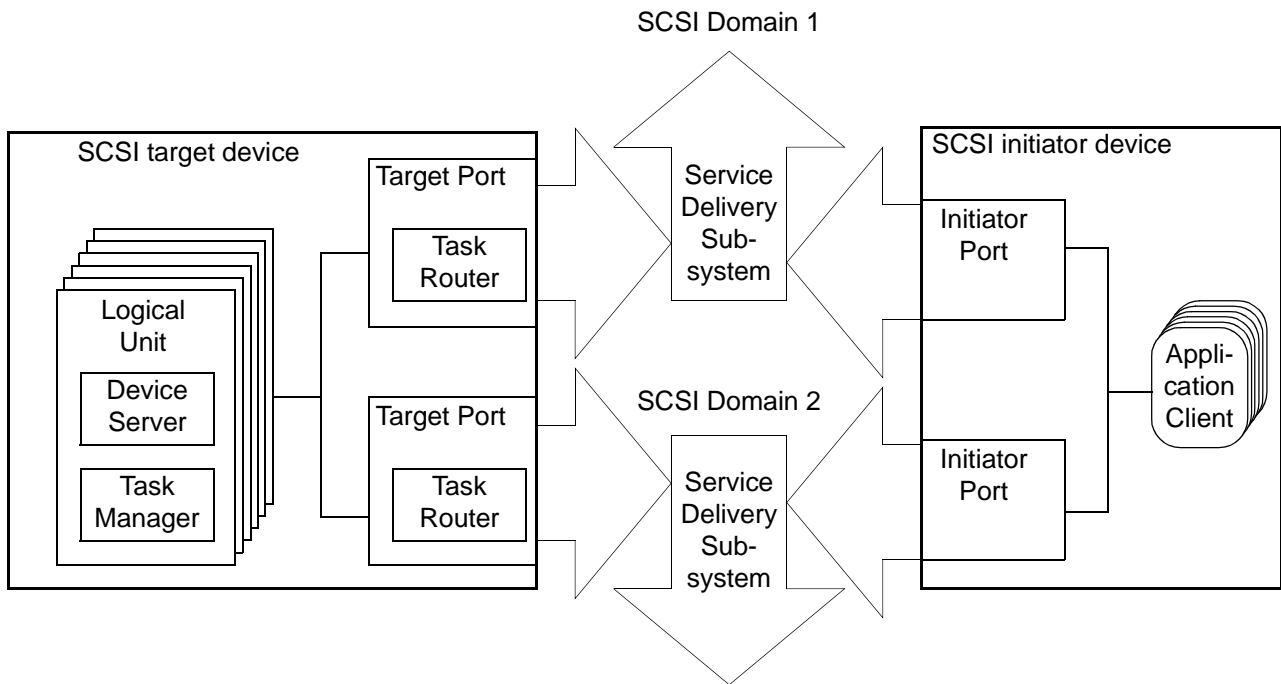 SCSI Domain 1
SCSI target device
Target Port
Task
Router
Logical
Unit
Device
Server
Task
Manager
Target Port
Task
Router
Service
Delivery
Sub-
system
SCSI Domain 2
Service
Delivery
Sub-
system
SCSI initiator device
Initiator
Port
Initiator
Port
Appli-
cation
Client